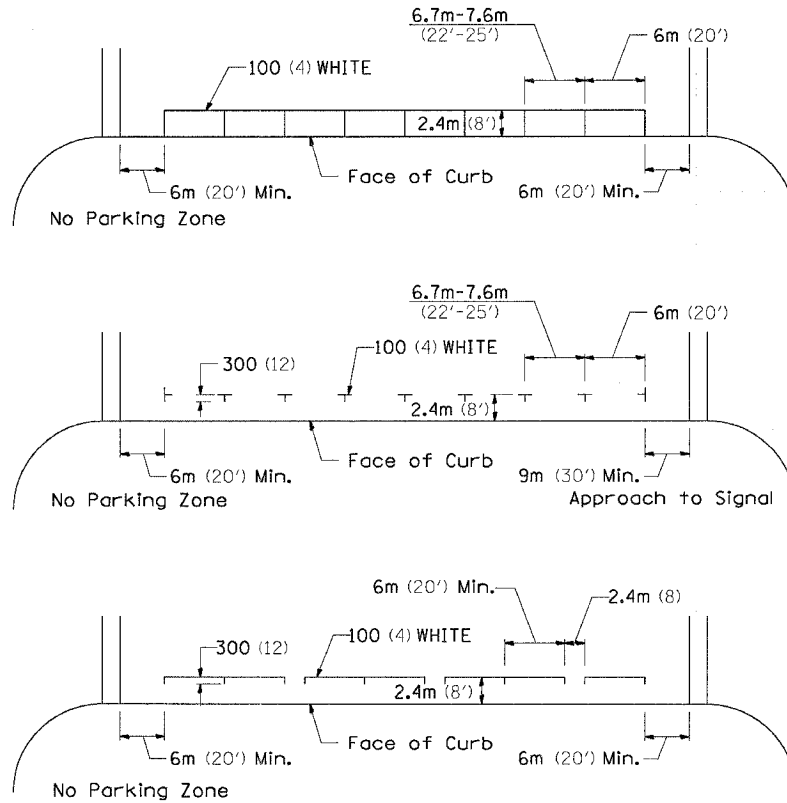 6.7m-7.6m
(22'-25')
6m (20')
100 (4) WHITE
2.4m (8')
Face of Curb
6m (20') Min.
6m (20') Min.
No Parking Zone
6.7m-7.6m
(22'-25')
6m (20')
300 (12)
100 (4) WHITE
2.4m (8')
Face of Curb
6m (20') Min.
9m (30') Min.
No Parking Zone
Approach to Signal
6m (20') Min.
2.4m (8)
300 (12)
100 (4) WHITE
2.4m (8')
Face of Curb
6m (20') Min.
6m (20') Min.
No Parking Zone